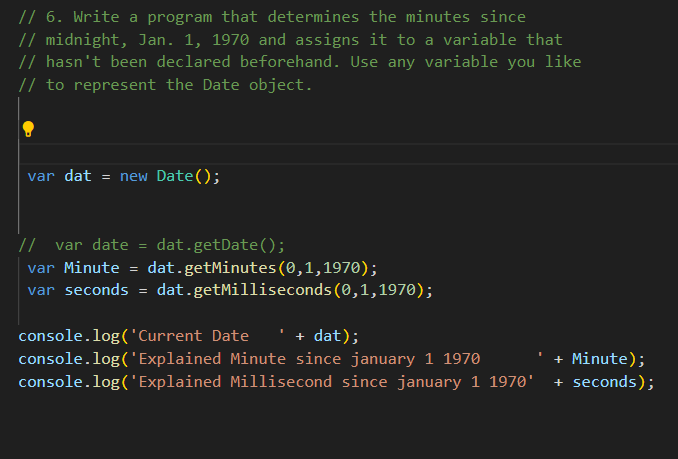 // 6. Write a program that determines the minutes since
// midnight, Jan. 1, 1970 and assigns it to a variable that
// hasn't been declared beforehand. Use any variable you like
// to represent the Date object.
var dat = new Date();
//  var date = dat.getDate();
var Minute = dat.getMinutes(0,1,1970);
var seconds = dat.getMilliseconds(0,1,1970);
console.log('Current Date   ' + dat);
console.log('Explained Minute since january 1 1970      ' + Minute);
console.log('Explained Millisecond since january 1 1970'  + seconds);